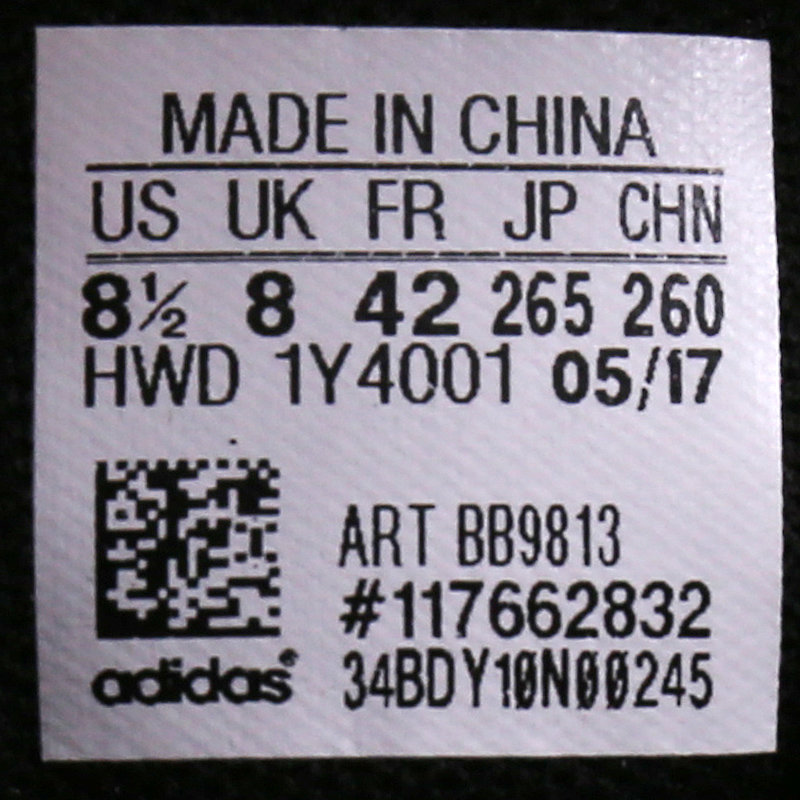 MADE IN CHINA
US UK FR JP CHN
8½ 8 42 265 260
HWD 1Y4001 05/17
ART BB9813
#117662832
adidas® 34BDY10N00245